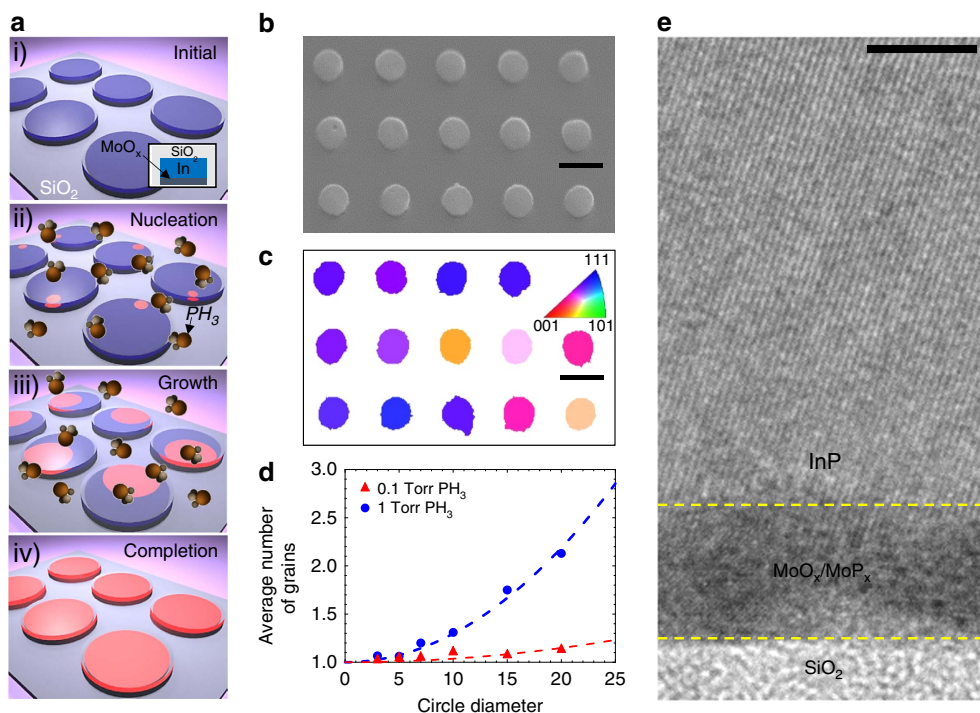 a
i)
Initial
MoOₓ
SiO₂
In
SiO₂
ii)
Nucleation
PH₃
iii)
Growth
iv)
Completion
b
c
111
001
101
d
Average number
of grains
3.0
2.5
2.0
1.5
1.0
0.1 Torr PH₃
1 Torr PH₃
0 5 10 15 20 25
Circle diameter
e
InP
MoOₓ/MoPₓ
SiO₂